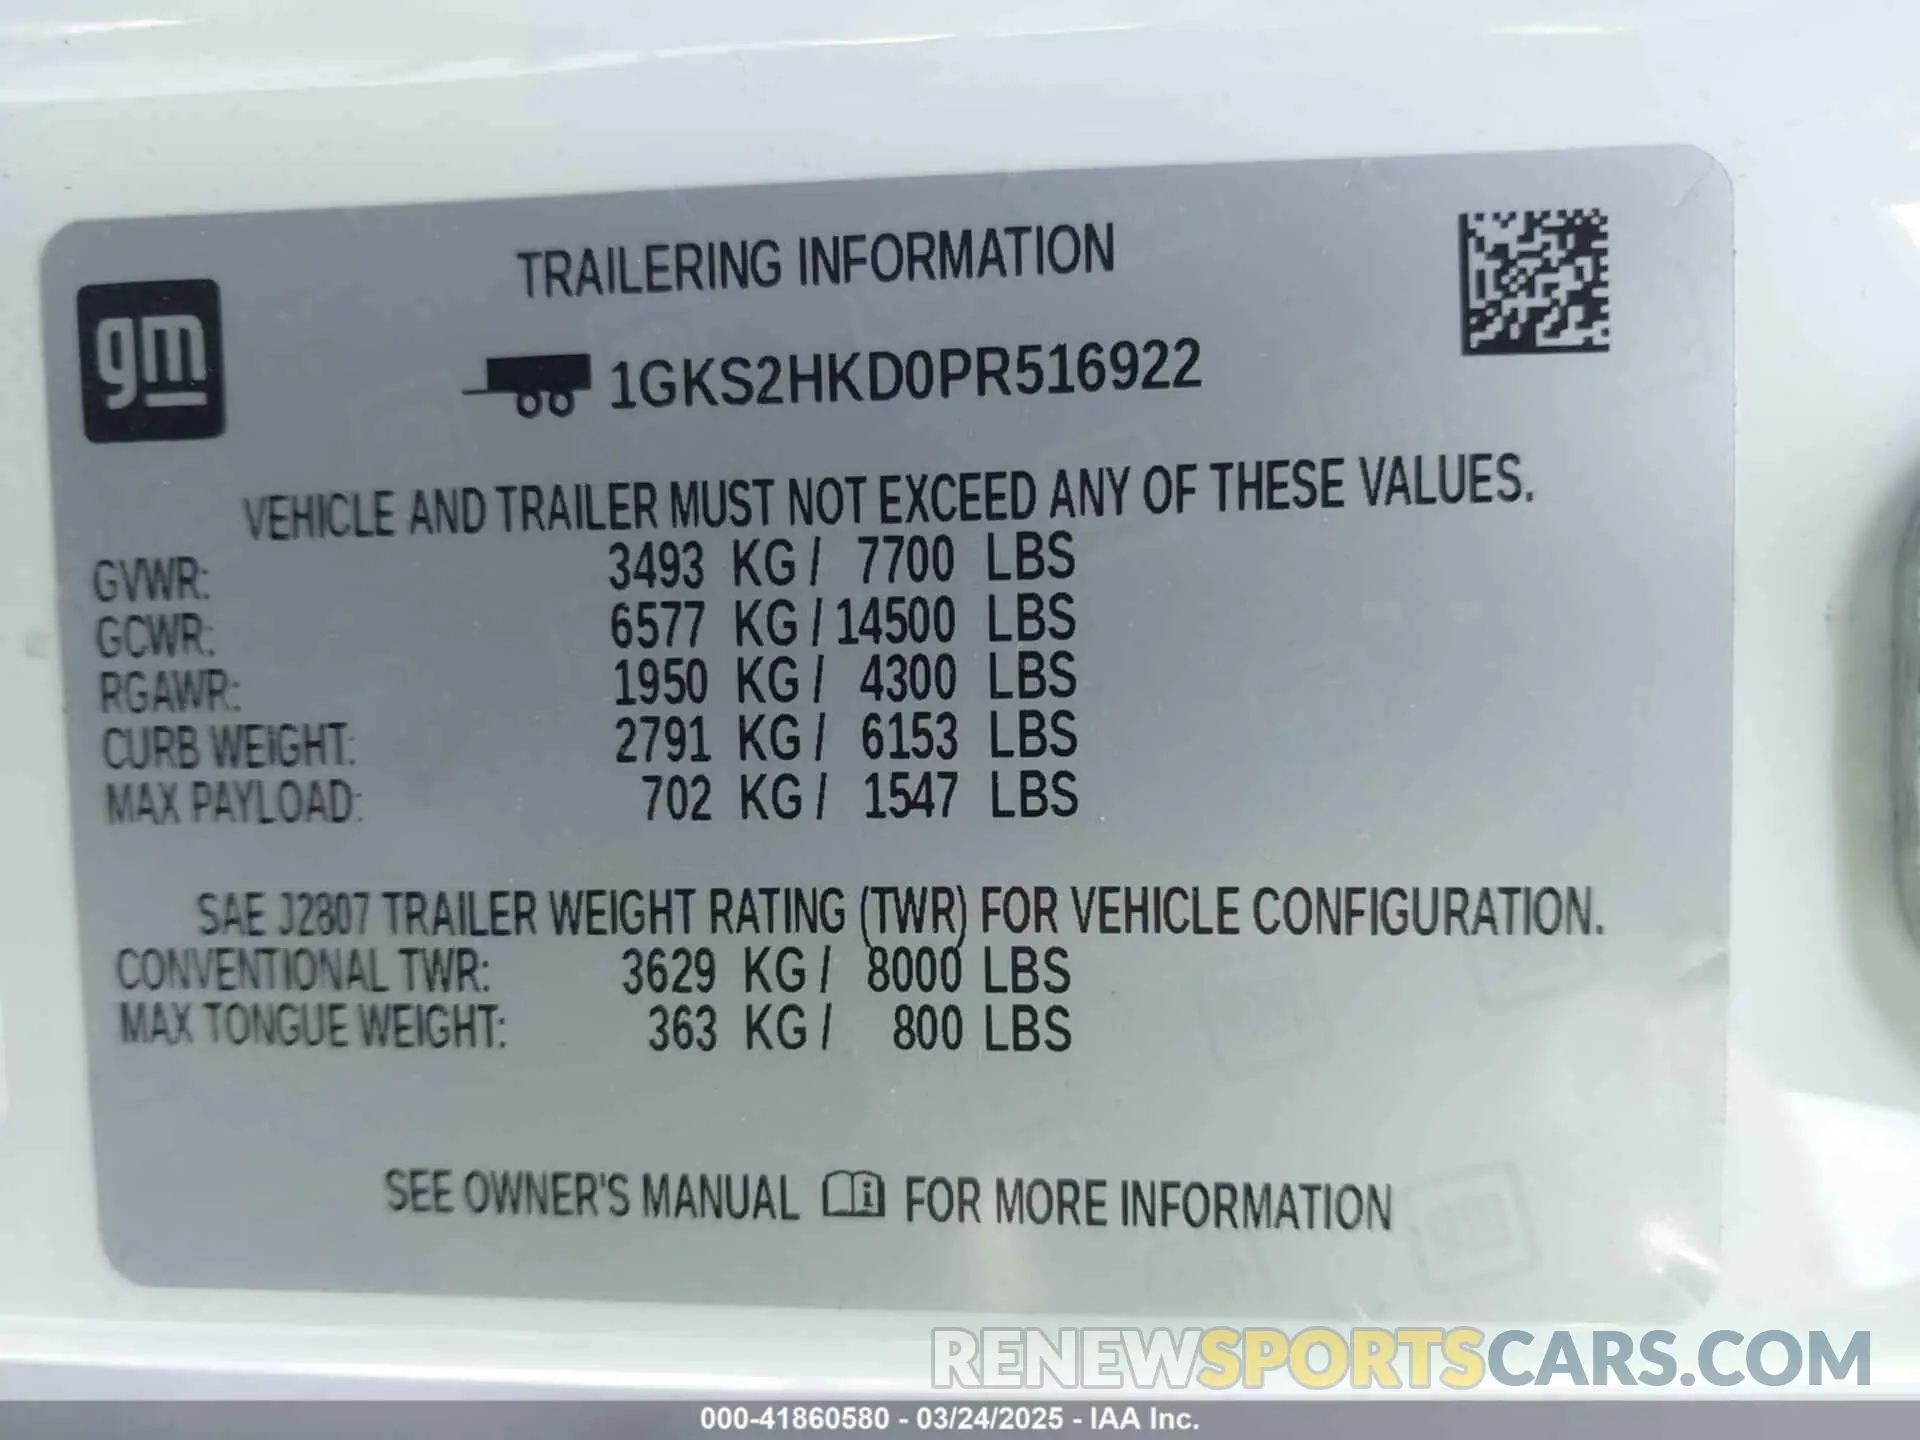 TRAILERING INFORMATION
gm
1GKS2HKD0PR516922
VEHICLE AND TRAILER MUST NOT EXCEED ANY OF THESE VALUES.
GVWR: 3493 KG / 7700 LBS
GCWR: 6577 KG / 14500 LBS
RGAWR: 1950 KG / 4300 LBS
CURB WEIGHT: 2791 KG / 6153 LBS
MAX PAYLOAD: 702 KG / 1547 LBS
SAE J2807 TRAILER WEIGHT RATING (TWR) FOR VEHICLE CONFIGURATION.
CONVENTIONAL TWR: 3629 KG / 8000 LBS
MAX TONGUE WEIGHT: 363 KG / 800 LBS
SEE OWNER'S MANUAL i FOR MORE INFORMATION
gm
RENEWSPORTSCARS.COM
000-41860580 - 03/24/2025 - IAA Inc.